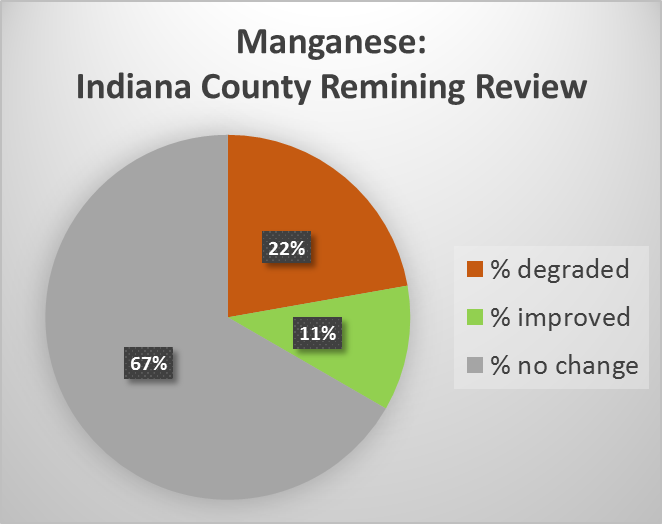 Manganese:
Indiana County Remining Review
22%
11%
67%
% degraded
% improved
% no change